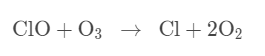 ClO + O₃ → Cl + 2O₂